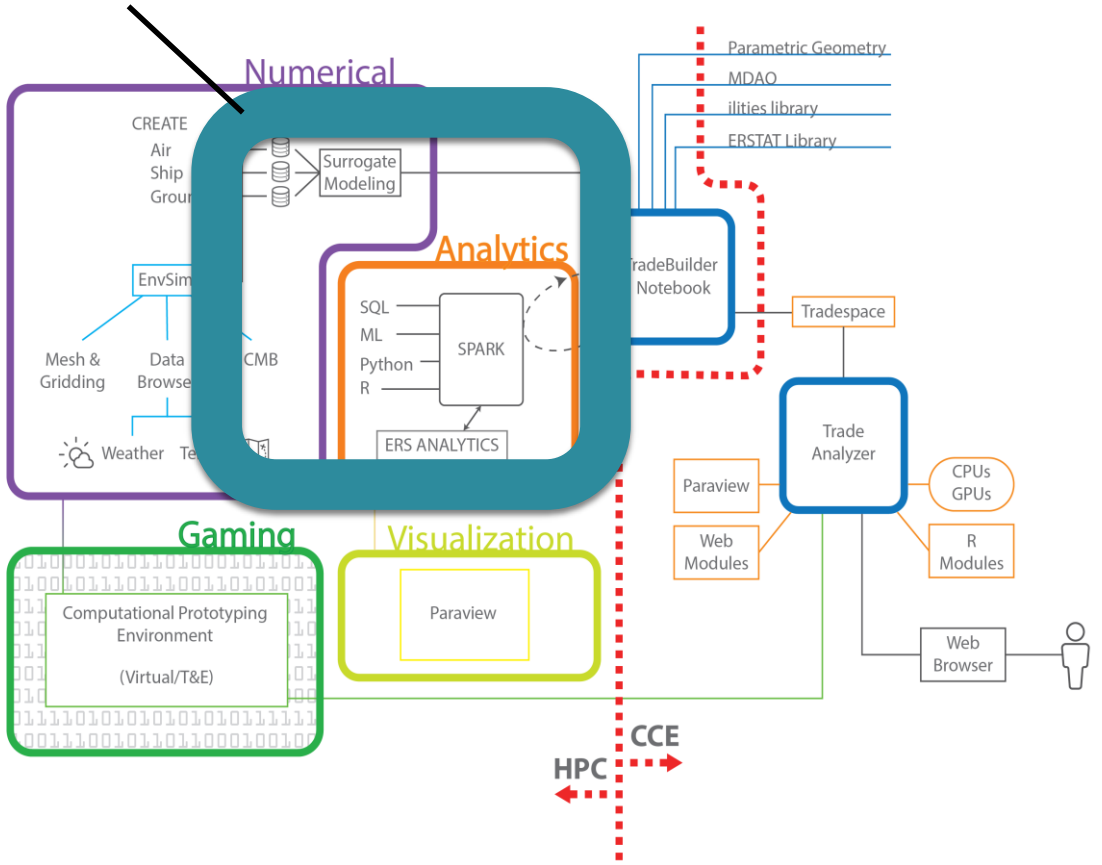 Numerical
CREATE
Air
Ship
Surrogate
Modeling
EnvSim
Mesh &
Gridding
Data
Browse
CMB
Weather
Analytics
SQL
ML
Python
R
SPARK
ERS ANALYTICS
Parametric Geometry
MDAO
ilities library
ERSTAT Library
TradeBuilder
Notebook
Tradespace
Trade
Analyzer
Paraview
Web
Modules
CPUs
GPUs
R
Modules
Web
Browser
Gaming
Computational Prototyping
Environment
(Virtual/T&E)
Visualization
Paraview
CCE
HPC